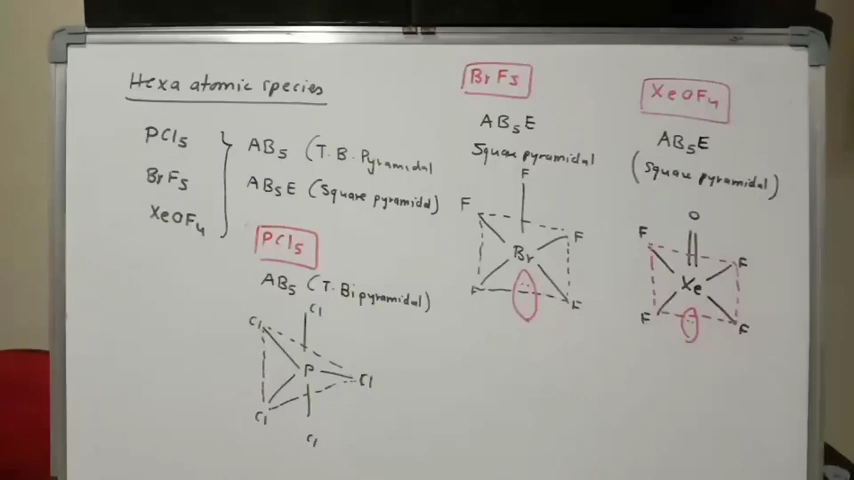 Hexa atomic species
PCl5
BrF5
XeOF4
AB5 (T.B.Pyramidal
AB5E (Square pyramidal)
PCl5
AB5 (T.Bipyramidal)
Cl
Cl
P
Cl
Cl
Cl
BrF5
AB5E
Square pyramidal
F
F
F
Br
F
F
XeOF4
AB5E
(Square pyramidal)
O
F
F
Xe
F
F